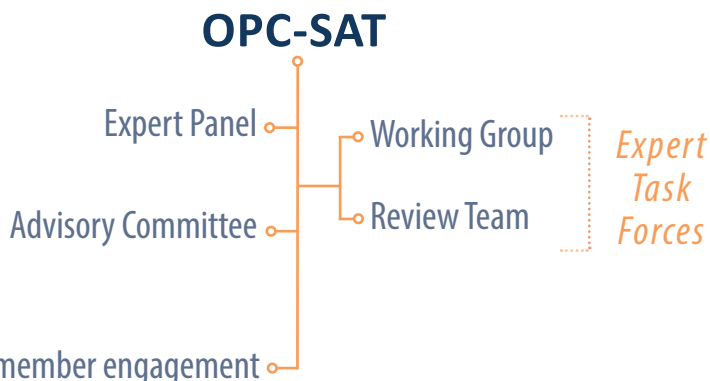 OPC-SAT
Expert Panel
Working Group
Review Team
Expert
Task
Forces
Advisory Committee
member engagement